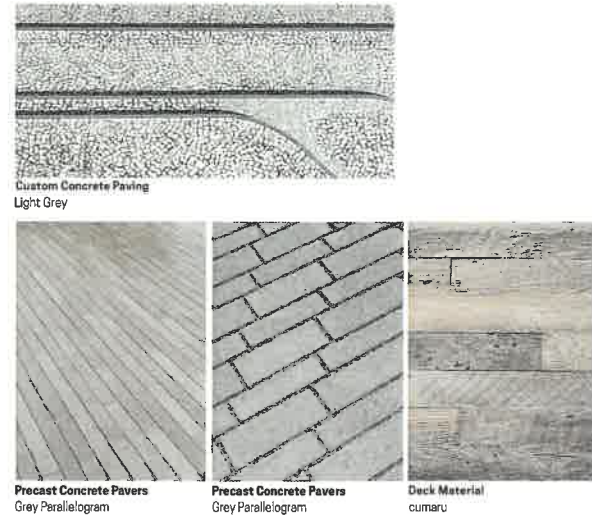 Custom Concrete Paving
Light Grey
Precast Concrete Pavers
Grey Parallelogram
Precast Concrete Pavers
Grey Parallelogram
Deck Material
cumaru